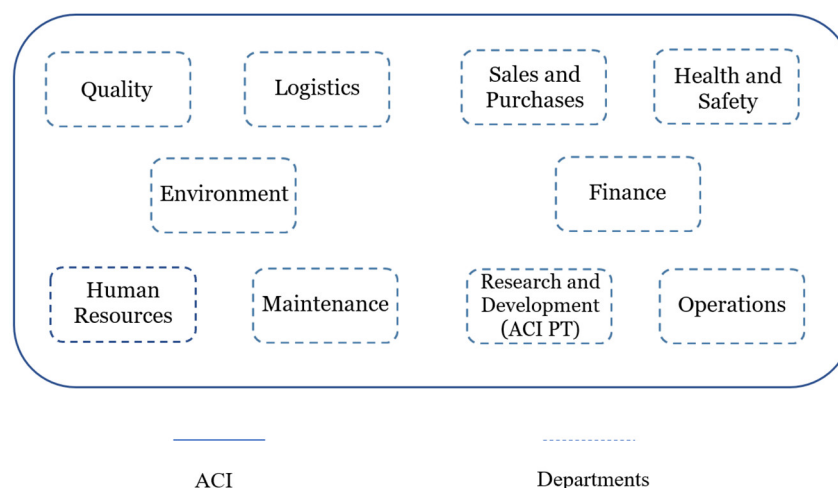 Quality
Logistics
Sales and
Purchases
Health and
Safety
Environment
Finance
Human
Resources
Maintenance
Research and
Development
(ACI PT)
Operations
ACI
Departments